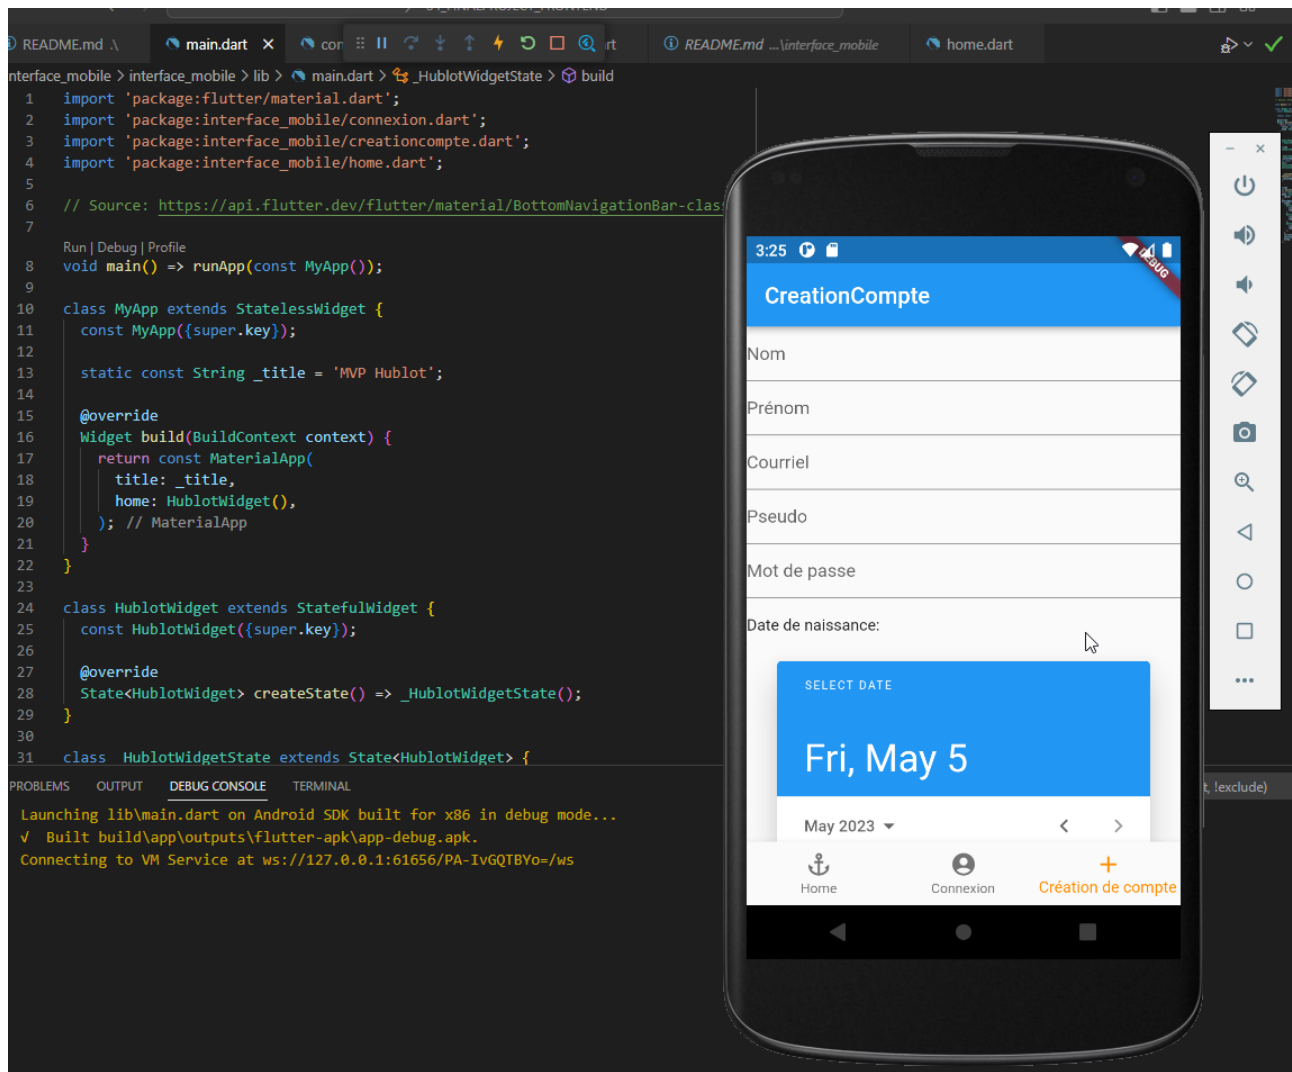 README.md .\
main.dart
con
rt
README.md ...\interface_mobile
home.dart
nterface_mobile > interface_mobile > lib > main.dart > _HublotWidgetState > build
1 import 'package:flutter/material.dart';
2 import 'package:interface_mobile/connexion.dart';
3 import 'package:interface_mobile/creationcompte.dart';
4 import 'package:interface_mobile/home.dart';
5
6 // Source: https://api.flutter.dev/flutter/material/BottomNavigationBar-clas
7
Run | Debug | Profile
8 void main() => runApp(const MyApp());
9
10 class MyApp extends StatelessWidget {
11 const MyApp({super.key});
12
13 static const String _title = 'MVP Hublot';
14
15 @override
16 Widget build(BuildContext context) {
17 return const MaterialApp(
18 title: _title,
19 home: HublotWidget(),
20 ); // MaterialApp
21 }
22 }
23
24 class HublotWidget extends StatefulWidget {
25 const HublotWidget({super.key});
26
27 @override
28 State<HublotWidget> createState() => _HublotWidgetState();
29 }
30
31 class _HublotWidgetState extends State<HublotWidget> {
PROBLEMS OUTPUT DEBUG CONSOLE TERMINAL
t, !exclude)
Launching lib\main.dart on Android SDK built for x86 in debug mode...
√ Built build\app\outputs\flutter-apk\app-debug.apk.
Connecting to VM Service at ws://127.0.0.1:61656/PA-IvGQTBYo=/ws
3:25
DEBUG
CreationCompte
Nom
Prénom
Courriel
Pseudo
Mot de passe
Date de naissance:
SELECT DATE
Fri, May 5
May 2023
Home
Connexion
Création de compte